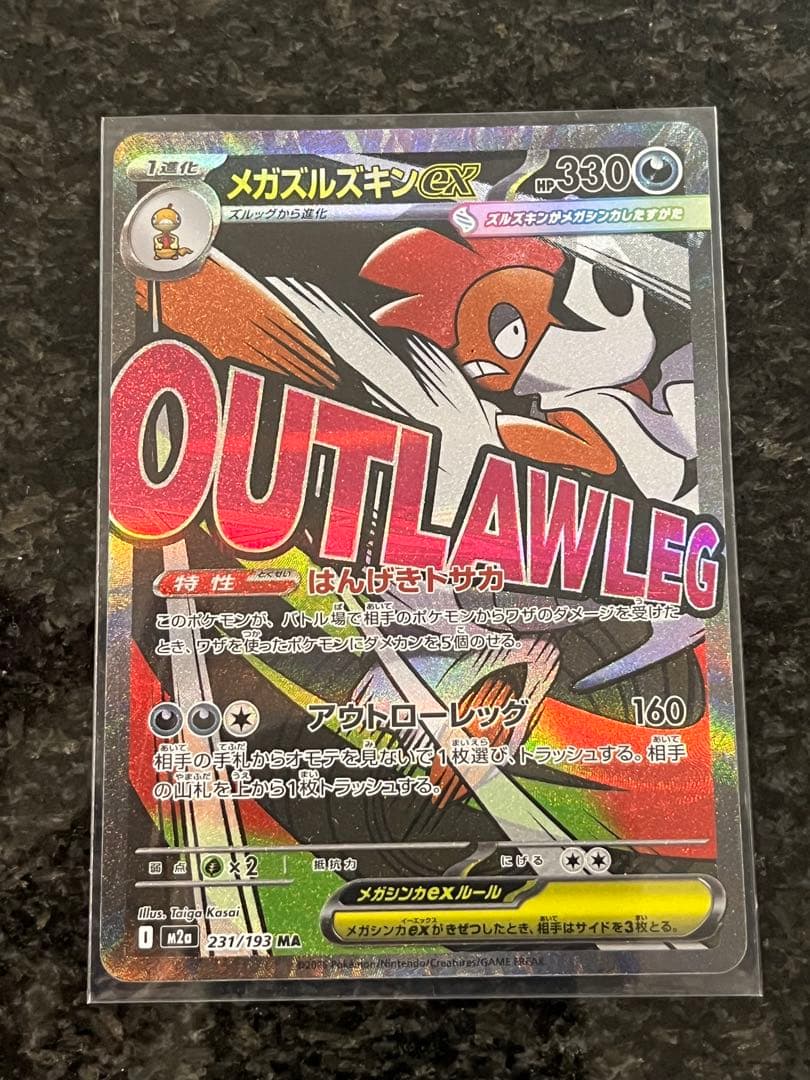 1進化
メガズルズキンex
HP330
ズルッグから進化
ズルズキンがメガシンカしたすがた
OUTLAWLEG
特性 とくせい はんげきトサカ
このポケモンが、バトル場で相手のポケモンからワザのダメージを受けた
とき、ワザを使ったポケモンにダメカンを5個のせる。
アウトローレッグ 160
相手の手札からオモテを見ないで1枚選び、トラッシュする。相手
の山札を上から1枚トラッシュする。
弱点 ×2 抵抗力 にげる
メガシンカexルール
メガシンカexがきぜつしたとき、相手はサイドを3枚とる。
Illus. Taiga Kasai
I m2a 231/193 MA
Pokémon/Nintendo/Creatures/GAME FREAK